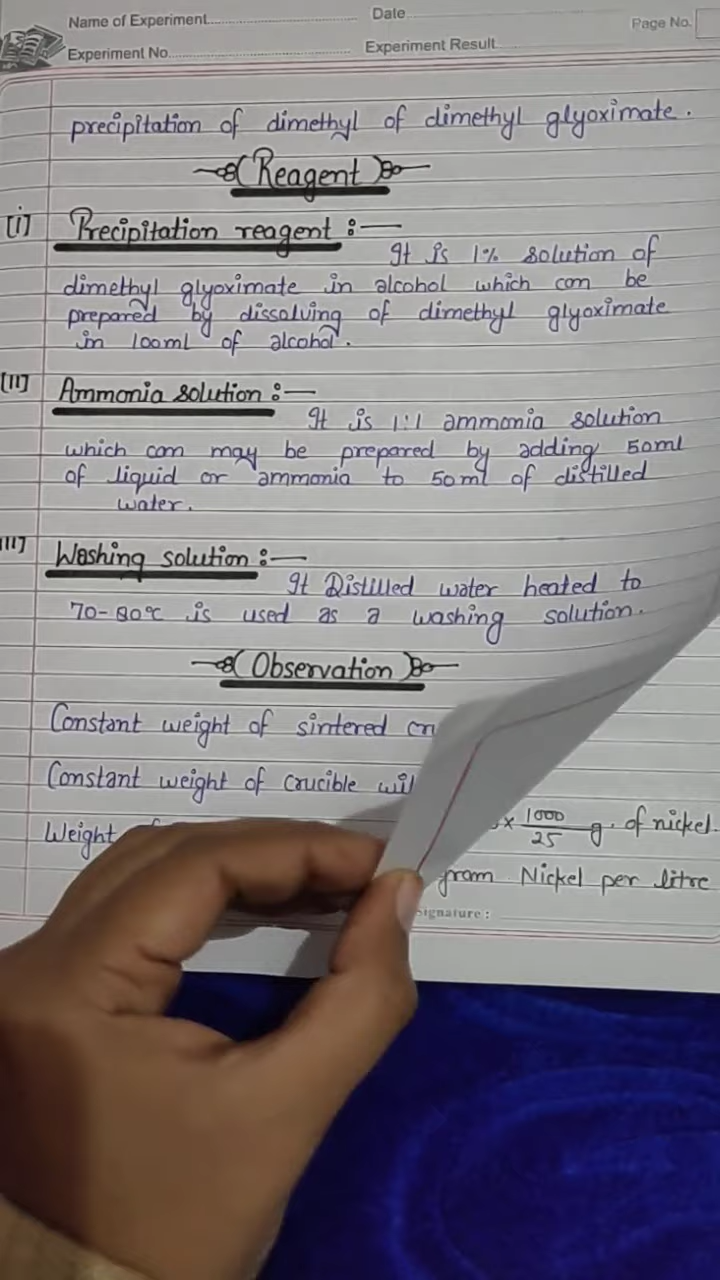 Name of Experiment
Date
Page No.
Experiment No.
Experiment Result
precipitation of dimethyl of dimethyl glyoximate.
Reagent
[I] Precipitation reagent :—
It is 1% solution of
dimethyl glyoximate in alcohol which can be
prepared by dissolving of dimethyl glyoximate
in 100ml of alcohol.
[II] Ammonia solution :—
It is 1:1 ammonia solution
which can may be prepared by adding 50ml
of liquid or ammonia to 50ml of distilled
water.
III] Washing solution :—
It Distilled water heated to
70-80°c is used as a washing solution.
Observation
Constant weight of sintered
Constant weight of crucible
Weight
× 1000/25 g. of nickel.
gram Nickel per litre
Signature :